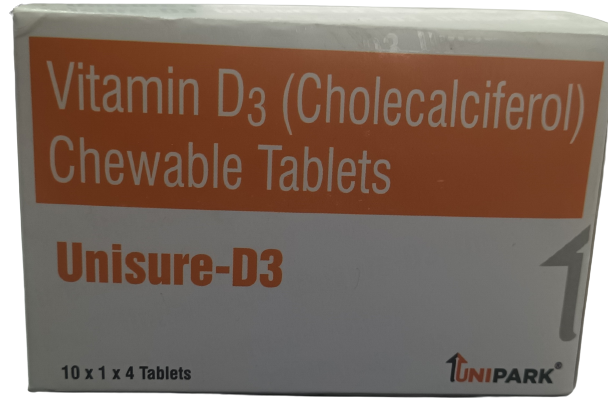 Vitamin D3 (Cholecalciferol)
Chewable Tablets
Unisure-D3
10 x 1 x 4 Tablets
UNIPARK®